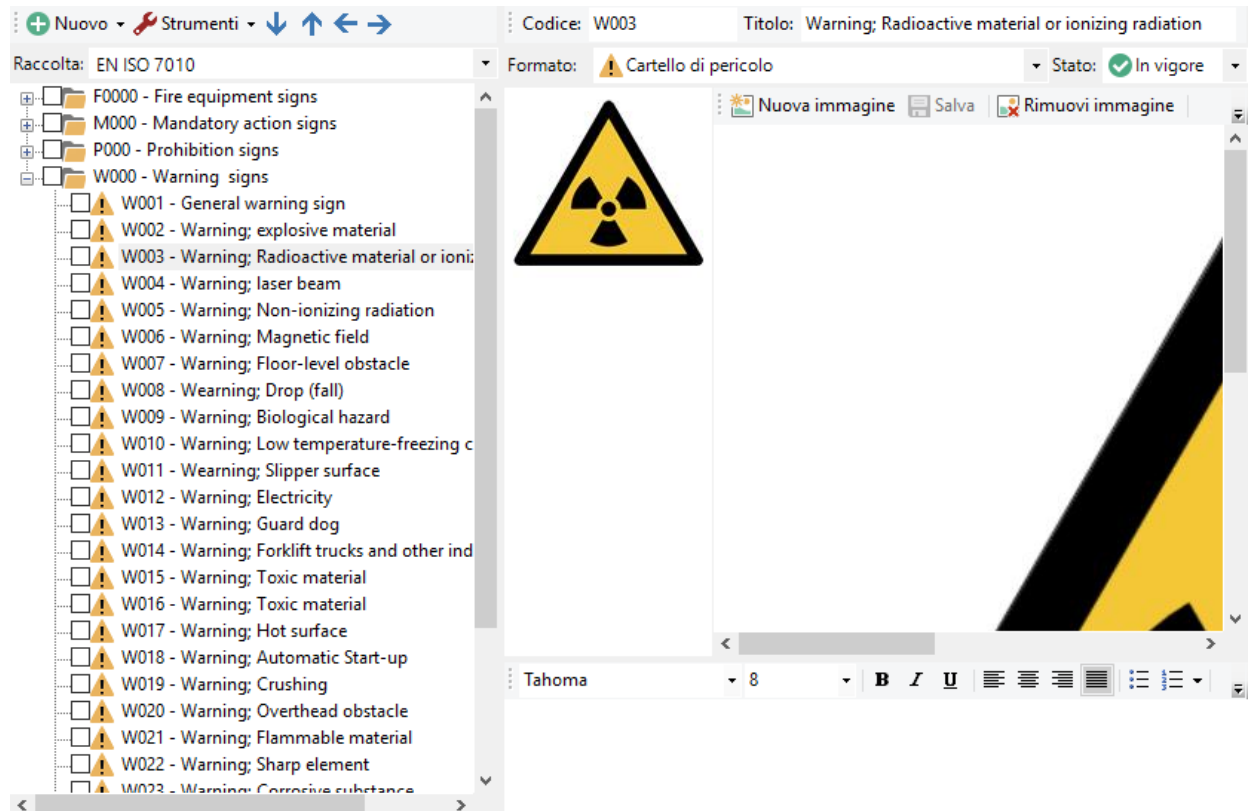 Nuovo Strumenti
Codice: W003 Titolo: Warning; Radioactive material or ionizing radiation
Raccolta: EN ISO 7010
Formato: Cartello di pericolo Stato: In vigore
F0000 - Fire equipment signs
M000 - Mandatory action signs
P000 - Prohibition signs
W000 - Warning signs
W001 - General warning sign
W002 - Warning; explosive material
W003 - Warning; Radioactive material or ioni
W004 - Warning; laser beam
W005 - Warning; Non-ionizing radiation
W006 - Warning; Magnetic field
W007 - Warning; Floor-level obstacle
W008 - Wearning; Drop (fall)
W009 - Warning; Biological hazard
W010 - Warning; Low temperature-freezing c
W011 - Wearning; Slipper surface
W012 - Warning; Electricity
W013 - Warning; Guard dog
W014 - Warning; Forklift trucks and other ind
W015 - Warning; Toxic material
W016 - Warning; Toxic material
W017 - Warning; Hot surface
W018 - Warning; Automatic Start-up
W019 - Warning; Crushing
W020 - Warning; Overthead obstacle
W021 - Warning; Flammable material
W022 - Warning; Sharp element
W023 - Warning; Corrosive substance
Nuova immagine Salva Rimuovi immagine
Tahoma 8 B I U